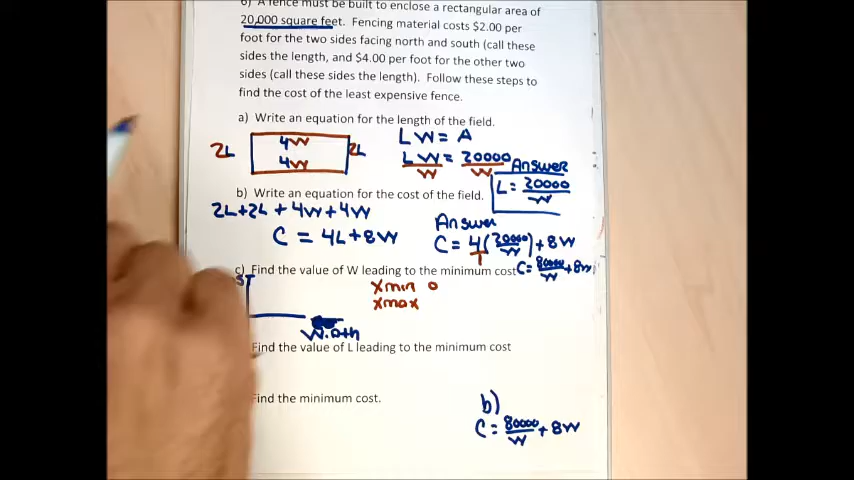 6) A fence must be built to enclose a rectangular area of
20,000 square feet. Fencing material costs $2.00 per
foot for the two sides facing north and south (call these
sides the length, and $4.00 per foot for the other two
sides (call these sides the length). Follow these steps to
find the cost of the least expensive fence.
a) Write an equation for the length of the field.
2L 4W 2L
4W
LW = A
LW = 20000
W W
Answer
L = 20000
W
b) Write an equation for the cost of the field.
2L+2L + 4W+4W
C = 4L+8W
Answer
C = 4(20000/W)+8W
1
C = 80000/W +8W
c) Find the value of W leading to the minimum cost
Xmin 0
Xmax
Width
Find the value of L leading to the minimum cost
Find the minimum cost.
b)
C = 80000/W + 8W